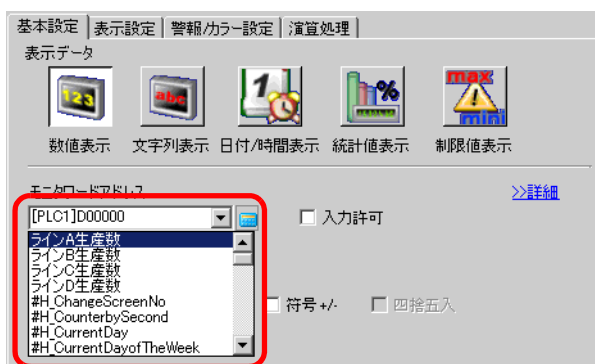 基本設定 表示設定 警報/カラー設定 演算処理
表示データ
123 abc 1 % max mini
数値表示 文字列表示 日付/時間表示 統計値表示 制限値表示
モニタワードアドレス >>詳細
[PLC1]D00000 入力許可
ラインA生産数
ラインB生産数
ラインC生産数
ラインD生産数
#H_ChangeScreenNo 符号+/- 四捨五入
#H_CounterbySecond
#H_CurrentDay
#H_CurrentDayofTheWeek